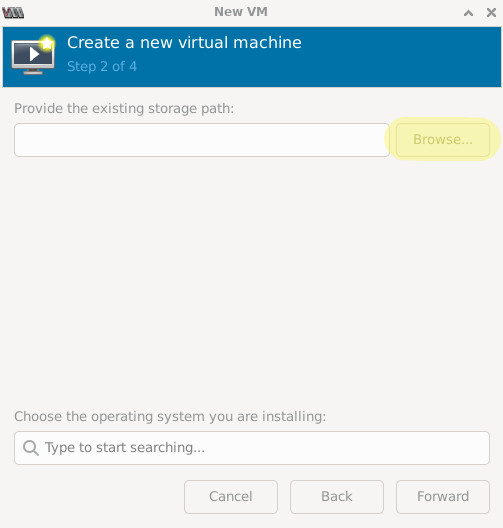 New VM
Create a new virtual machine
Step 2 of 4
Provide the existing storage path:
Browse...
Choose the operating system you are installing:
Type to start searching...
Cancel Back Forward